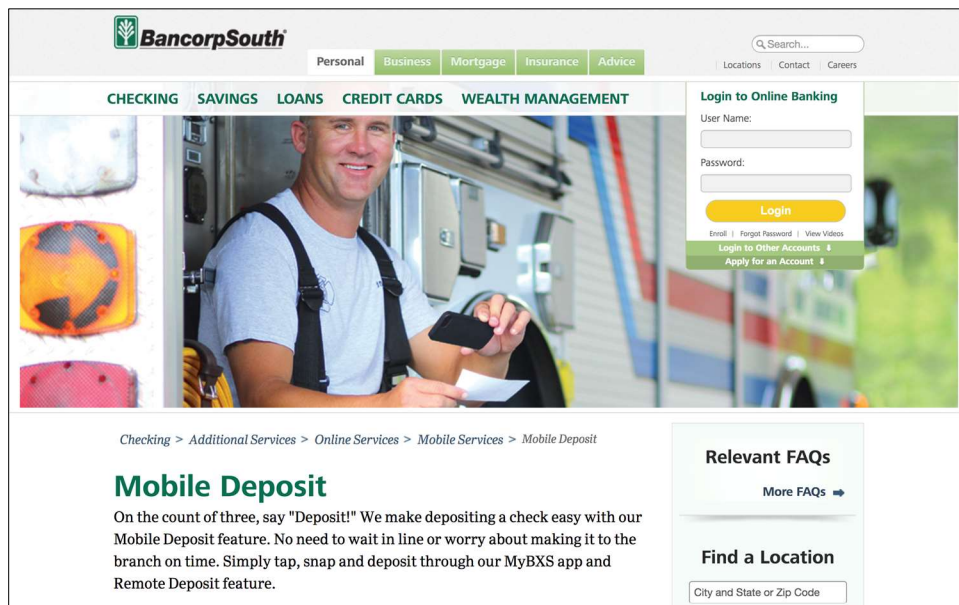 BancorpSouth
Search...
Personal Business Mortgage Insurance Advice
Locations Contact Careers
CHECKING SAVINGS LOANS CREDIT CARDS WEALTH MANAGEMENT
Login to Online Banking
User Name:
Password:
Login
Enroll | Forgot Password | View Videos
Login to Other Accounts
Apply for an Account
Checking > Additional Services > Online Services > Mobile Services > Mobile Deposit
Mobile Deposit
On the count of three, say "Deposit!" We make depositing a check easy with our
Mobile Deposit feature. No need to wait in line or worry about making it to the
branch on time. Simply tap, snap and deposit through our MyBXS app and
Remote Deposit feature.
Relevant FAQs
More FAQs
Find a Location
City and State or Zip Code